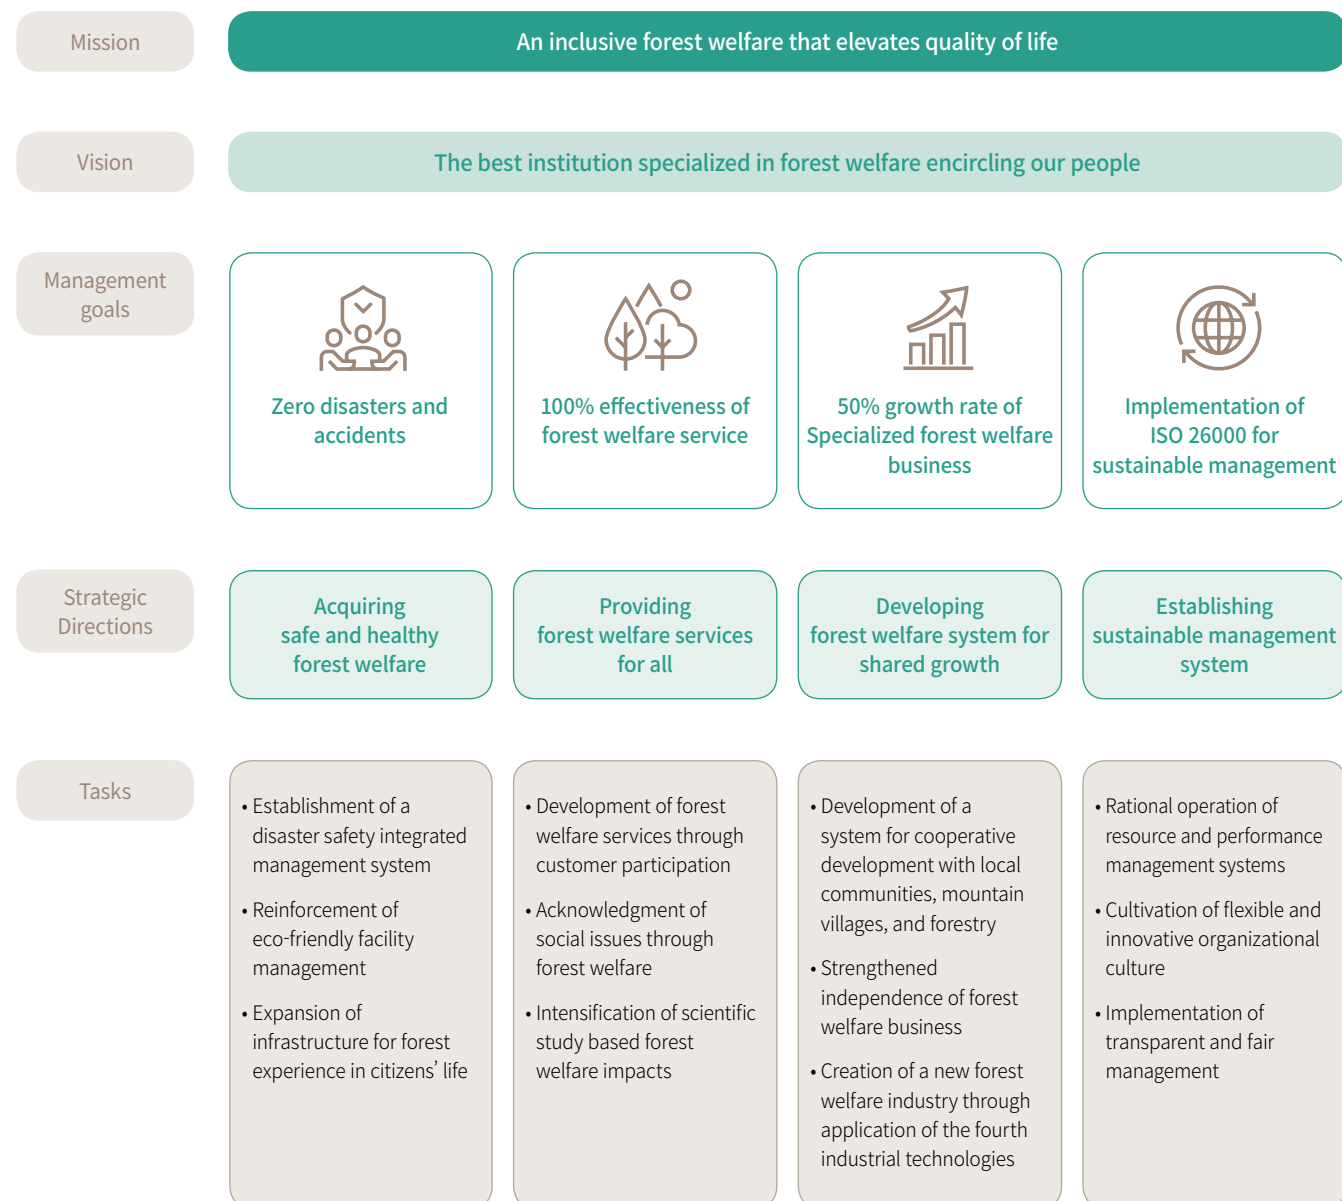 Mission
An inclusive forest welfare that elevates quality of life
Vision
The best institution specialized in forest welfare encircling our people
Management
goals
Zero disasters and
accidents
100% effectiveness of
forest welfare service
50% growth rate of
Specialized forest welfare
business
Implementation of
ISO 26000 for
sustainable management
Strategic
Directions
Acquiring
safe and healthy
forest welfare
Providing
forest welfare services
for all
Developing
forest welfare system for
shared growth
Establishing
sustainable management
system
Tasks
• Establishment of a
disaster safety integrated
management system
• Reinforcement of
eco-friendly facility
management
• Expansion of
infrastructure for forest
experience in citizens’ life
• Development of forest
welfare services through
customer participation
• Acknowledgment of
social issues through
forest welfare
• Intensification of scientific
study based forest
welfare impacts
• Development of a
system for cooperative
development with local
communities, mountain
villages, and forestry
• Strengthened
independence of forest
welfare business
• Creation of a new forest
welfare industry through
application of the fourth
industrial technologies
• Rational operation of
resource and performance
management systems
• Cultivation of flexible and
innovative organizational
culture
• Implementation of
transparent and fair
management